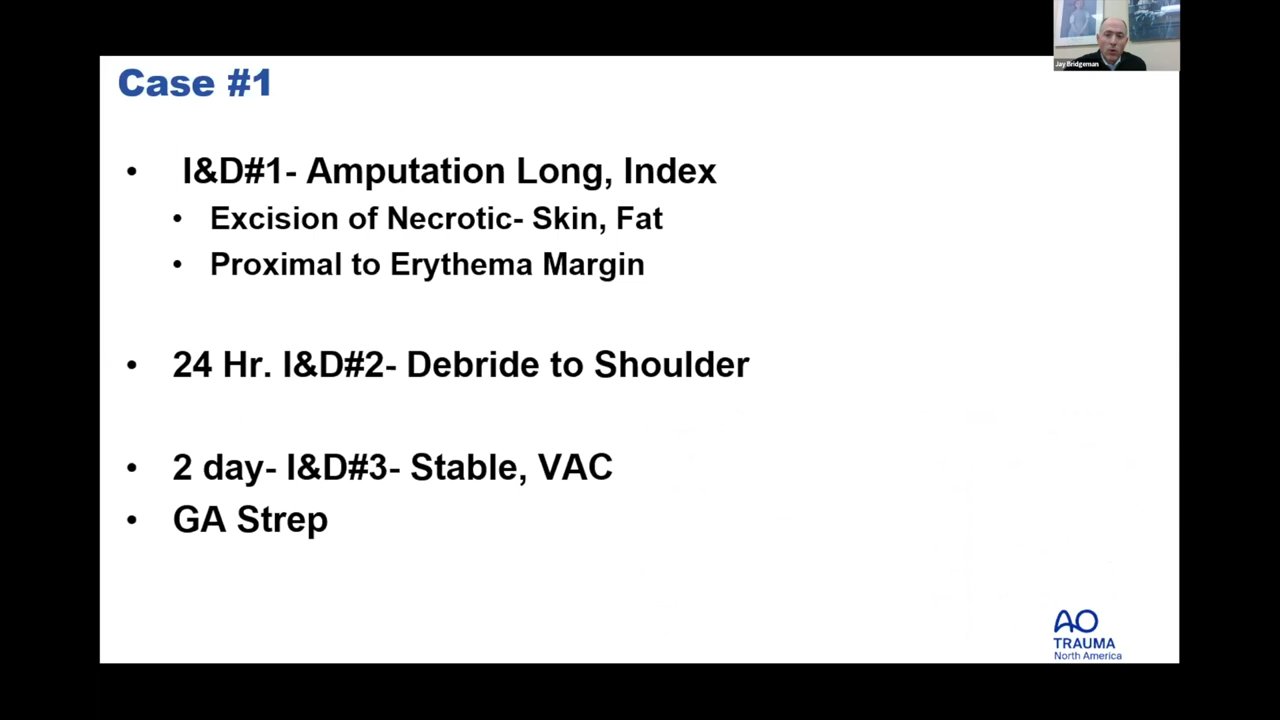 Jay Bridgeman
Case #1
• I&D#1- Amputation Long, Index
• Excision of Necrotic- Skin, Fat
• Proximal to Erythema Margin
• 24 Hr. I&D#2- Debride to Shoulder
• 2 day- I&D#3- Stable, VAC
• GA Strep
AO
TRAUMA
North America